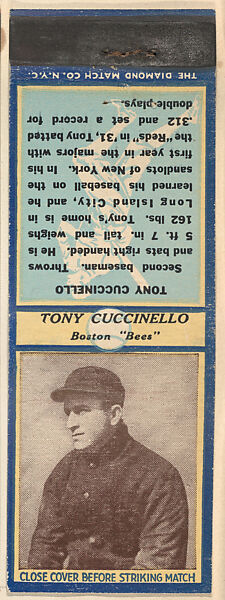 THE DIAMOND MATCH CO. N.Y.C.
TONY CUCCINELLO
Second baseman. Throws
and bats right handed. He is
5 ft. 7 in. tall and weighs
162 lbs. Tony's home is in
Long Island City, and he
learned his baseball on the
sandlots of New York. In his
first year in the majors with
the "Reds" in '31, Tony batted
.312 and set a record for
double-plays.
TONY CUCCINELLO
Boston "Bees"
CLOSE COVER BEFORE STRIKING MATCH